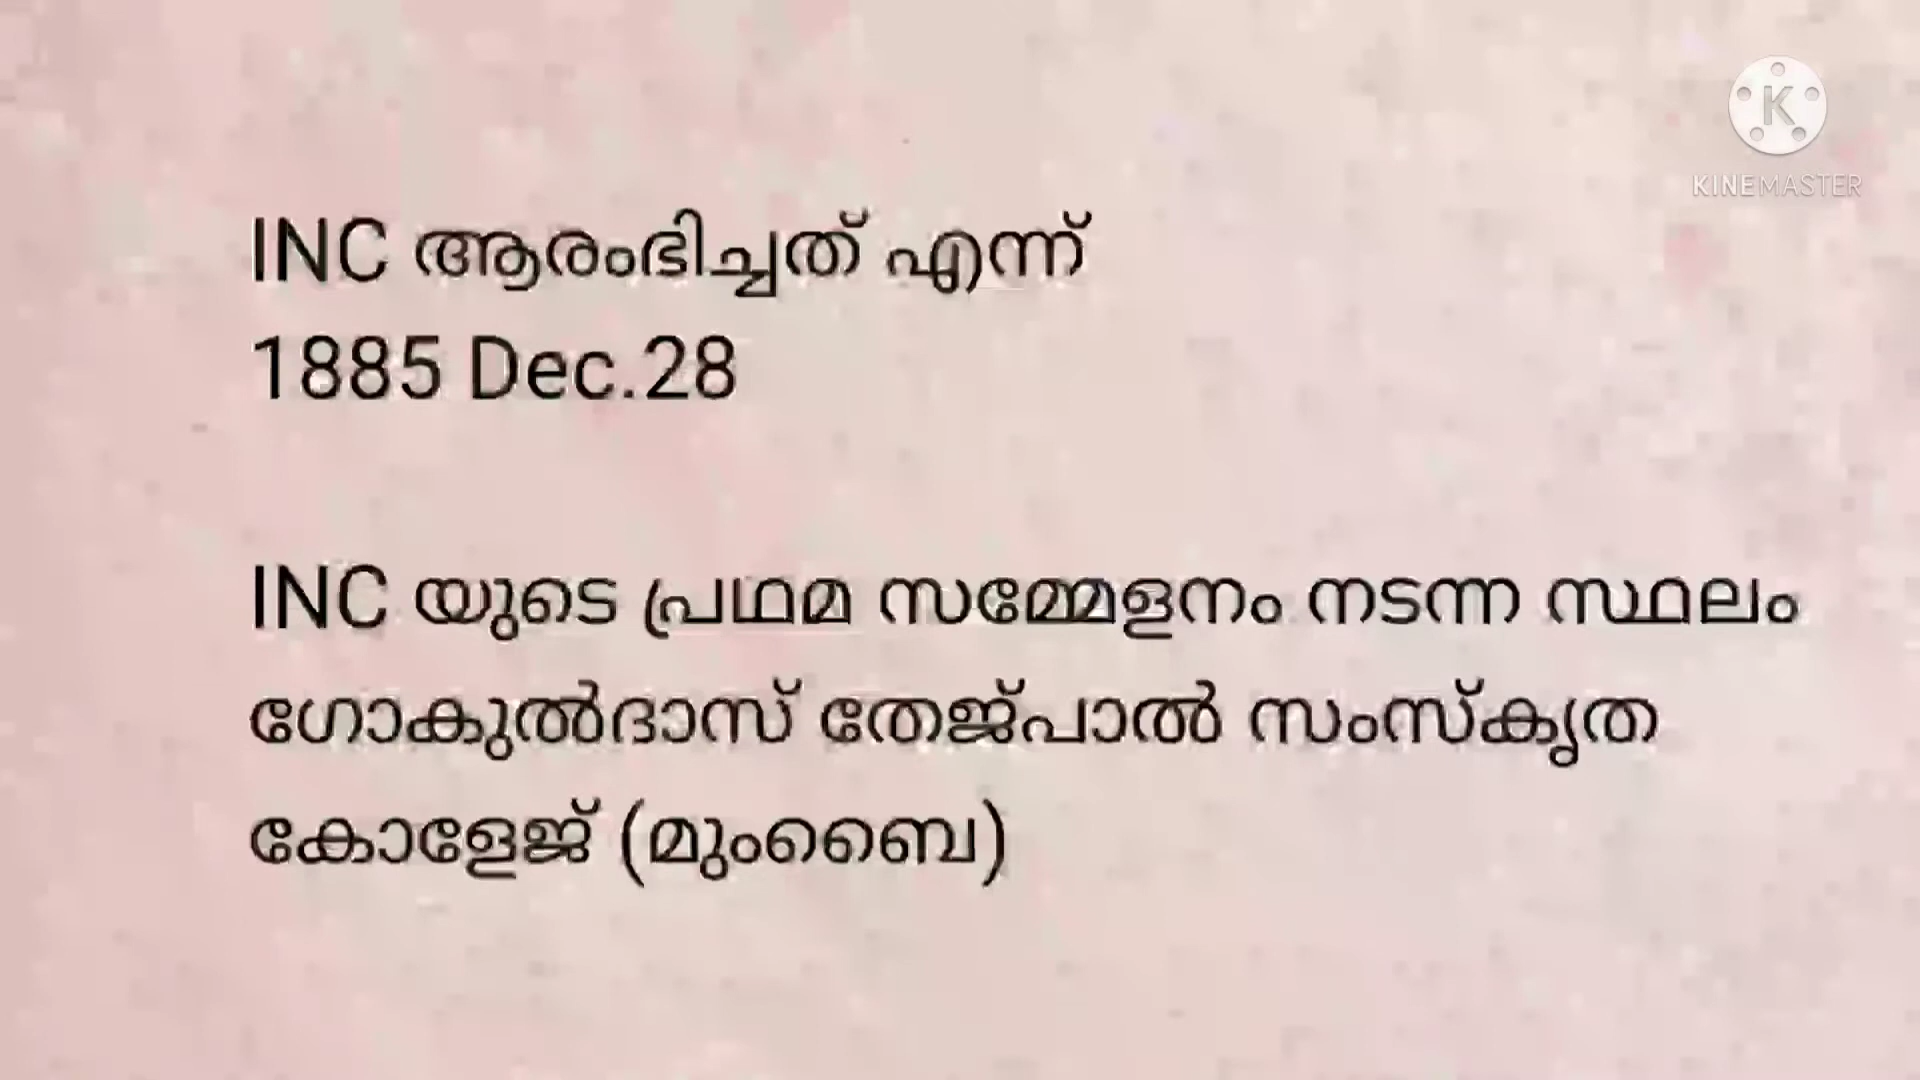 KINEMASTER
INC ആരംഭിച്ചത് എന്ന്
1885 Dec.28
INC യുടെ പ്രഥമ സമ്മേളനം നടന്ന സ്ഥലം
ഗോകുൽദാസ് തേജ്പാൽ സംസ്കൃത
കോളേജ് (മുംബൈ)